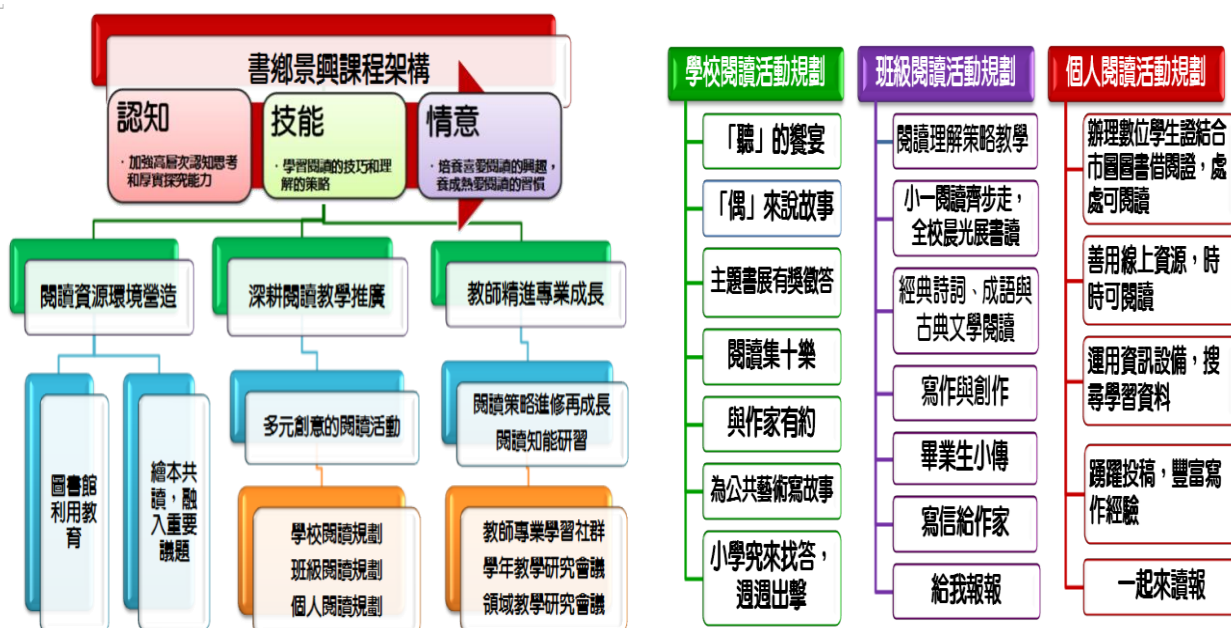 書鄉景興課程架構
認知
· 加強高層次認知思考
和厚實探究能力
技能
· 學習閱讀的技巧和理
解的策略
情意
· 培養喜愛閱讀的興趣，
養成熱愛閱讀的習慣
閱讀資源環境營造
深耕閱讀教學推廣
教師精進專業成長
圖書館
利用教
育
繪本共
讀，融
入重要
議題
多元創意的閱讀活動
學校閱讀規劃
班級閱讀規劃
個人閱讀規劃
閱讀策略進修再成長
閱讀知能研習
教師專業學習社群
學年教學研究會議
領域教學研究會議
學校閱讀活動規劃
「聽」的饗宴
「偶」來說故事
主題書展有獎徵答
閱讀集十樂
與作家有約
為公共藝術寫故事
小學究來找答，
週週出擊
班級閱讀活動規劃
閱讀理解策略教學
小一閱讀齊步走，
全校晨光展書讀
經典詩詞、成語與
古典文學閱讀
寫作與創作
畢業生小傳
寫信給作家
給我報報
個人閱讀活動規劃
辦理數位學生證結合
市圖圖書借閱證，處
處可閱讀
善用線上資源，時
時可閱讀
運用資訊設備，搜
尋學習資料
踴躍投稿，豐富寫
作經驗
一起來讀報